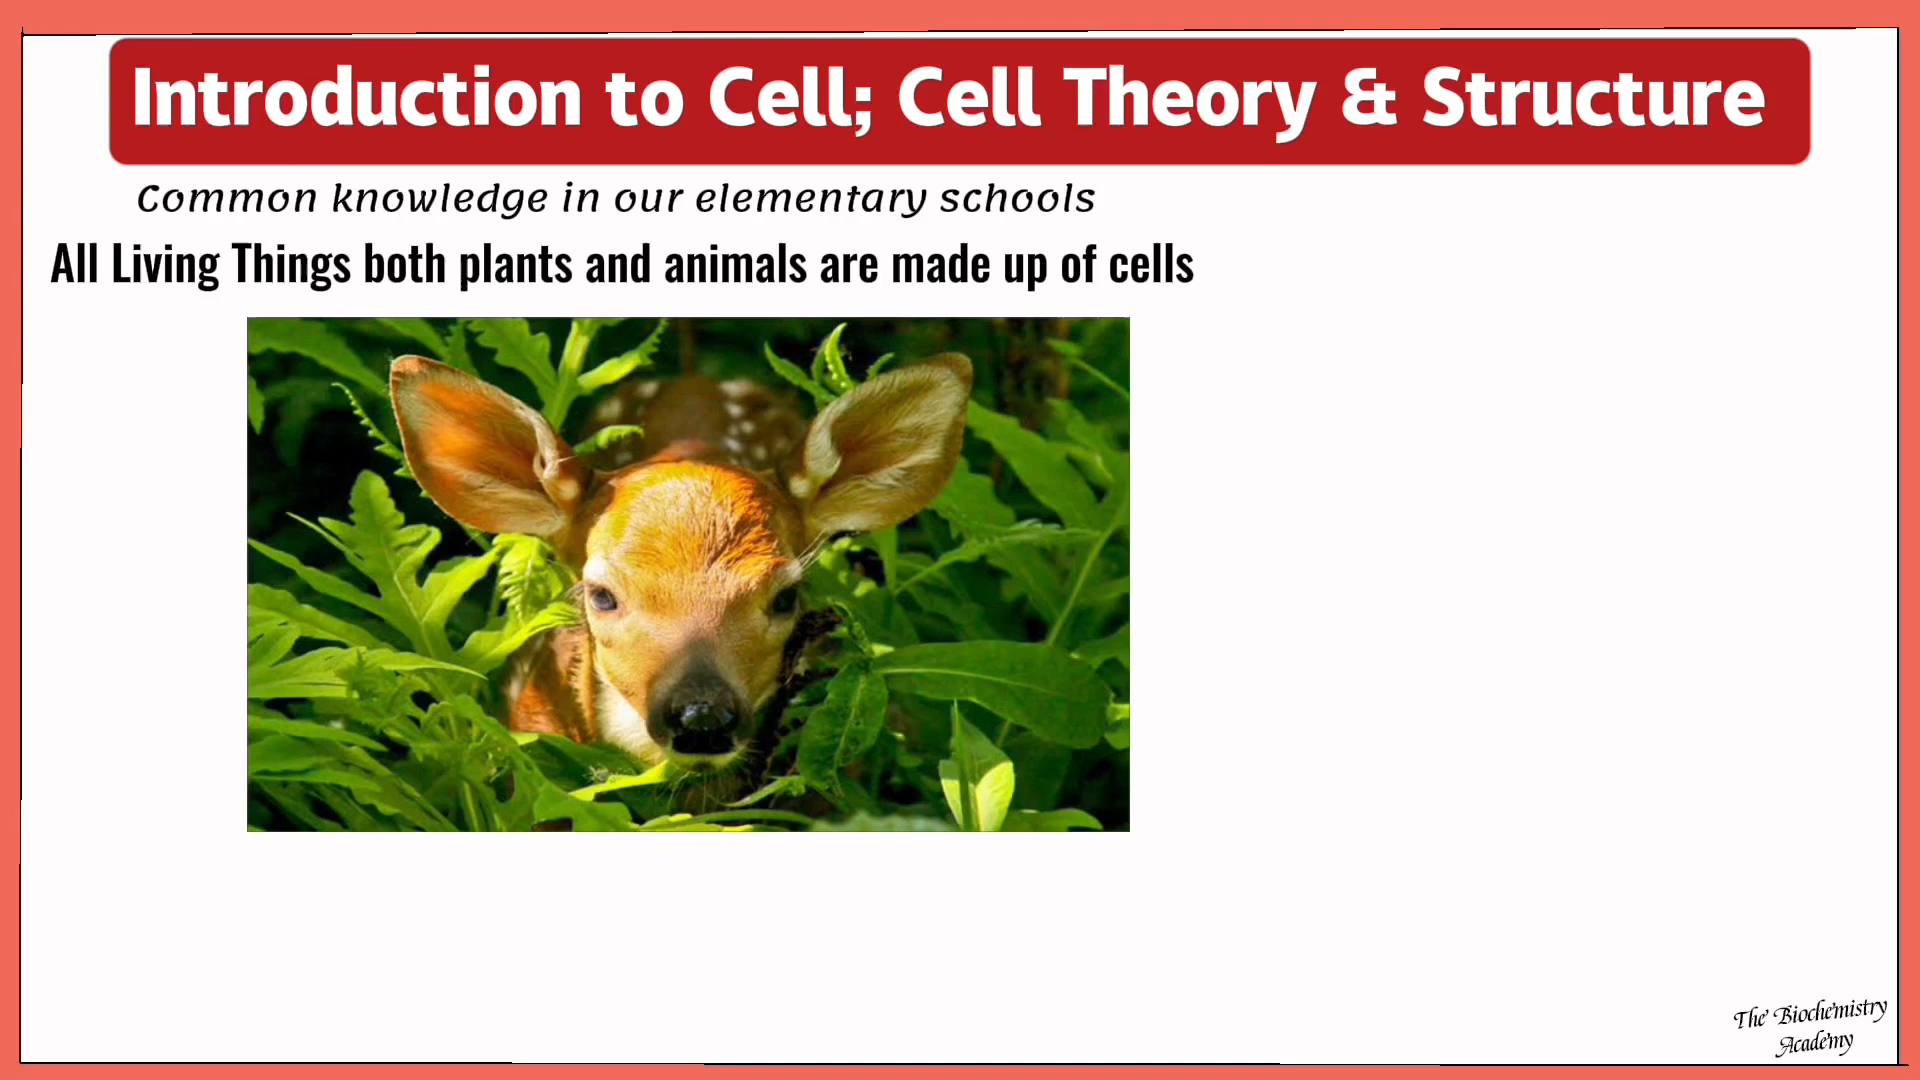 Introduction to Cell; Cell Theory & Structure
Common knowledge in our elementary schools
All Living Things both plants and animals are made up of cells
The Biochemistry
Academy